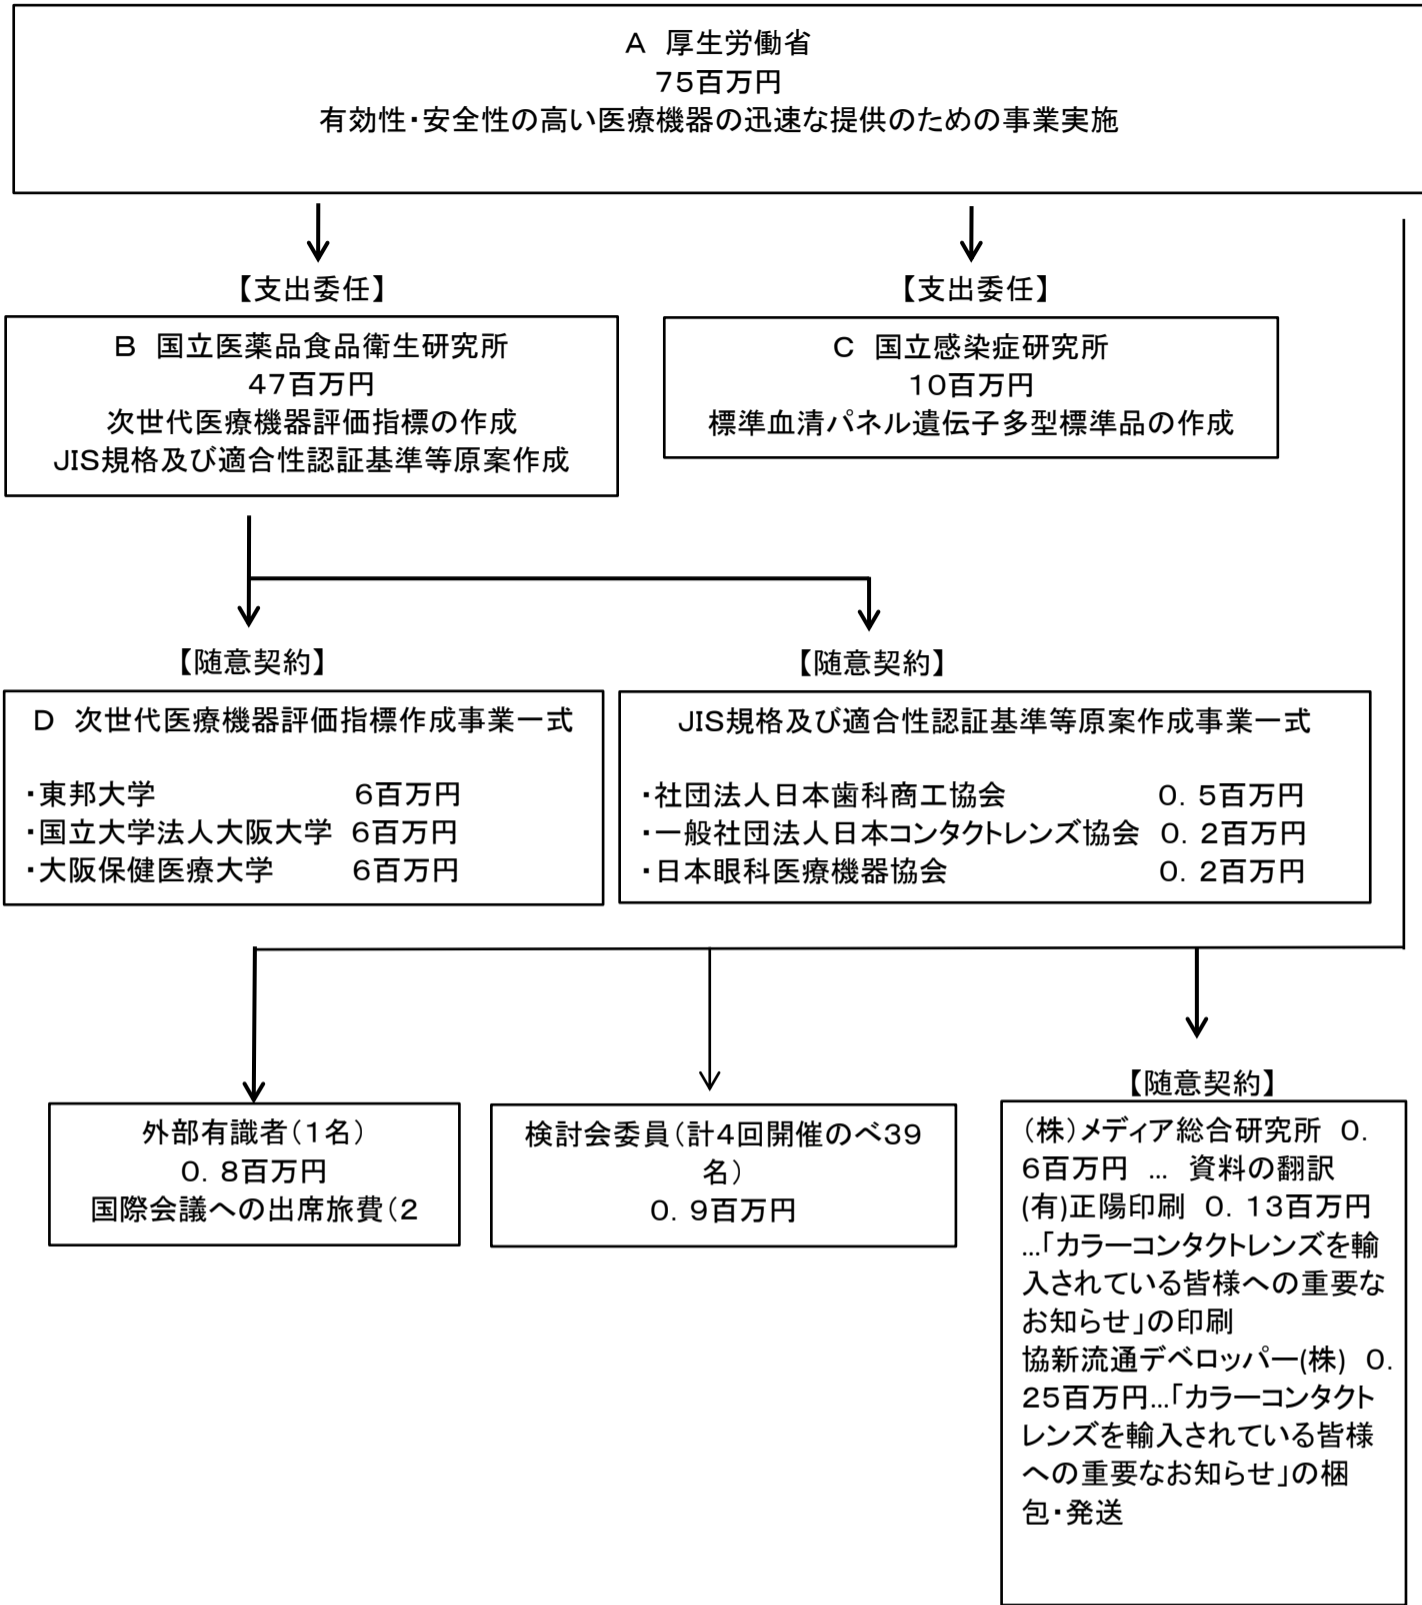 A 厚生労働省
75百万円
有効性・安全性の高い医療機器の迅速な提供のための事業実施
【支出委任】
【支出委任】
B 国立医薬品食品衛生研究所
47百万円
次世代医療機器評価指標の作成
JIS規格及び適合性認証基準等原案作成
C 国立感染症研究所
10百万円
標準血清パネル遺伝子多型標準品の作成
【随意契約】
【随意契約】
D 次世代医療機器評価指標作成事業一式
・東邦大学 6百万円
・国立大学法人大阪大学 6百万円
・大阪保健医療大学 6百万円
JIS規格及び適合性認証基準等原案作成事業一式
・社団法人日本歯科商工協会 0.5百万円
・一般社団法人日本コンタクトレンズ協会 0.2百万円
・日本眼科医療機器協会 0.2百万円
外部有識者(1名)
0.8百万円
国際会議への出席旅費(2
検討会委員(計4回開催のべ39
名)
0.9百万円
【随意契約】
(株)メディア総合研究所 0.
6百万円 … 資料の翻訳
(有)正陽印刷 0.13百万円
…「カラーコンタクトレンズを輸
入されている皆様への重要な
お知らせ」の印刷
協新流通デベロッパー(株) 0.
25百万円…「カラーコンタクト
レンズを輸入されている皆様
への重要なお知らせ」の梱
包・発送